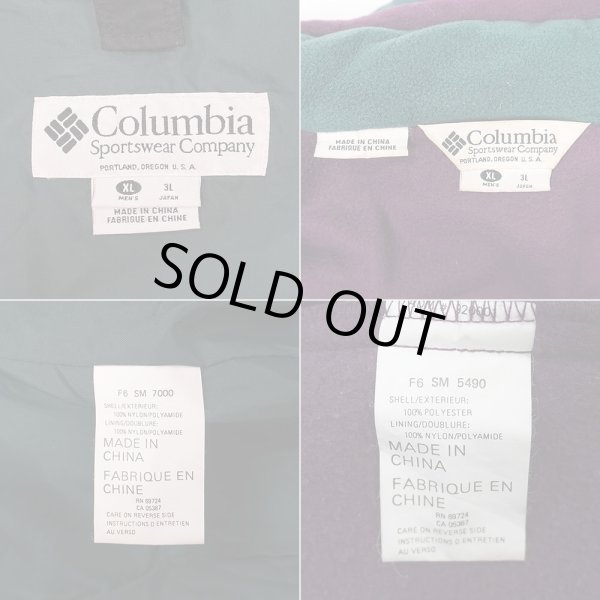 Columbia
Sportswear Company
PORTLAND, OREGON U.S.A.
XL
MEN'S
3L
JAPAN
MADE IN CHINA
FABRIQUE EN CHINE
MADE IN CHINA
FABRIQUE EN CHINE
Columbia
Sportswear Company
PORTLAND, OREGON U.S.A.
XL
MEN'S
3L
JAPAN
SOLD OUT
F6 SM 7000
SHELL/EXTERIEUR:
100% NYLON/POLYAMIDE
LINING/DOUBLURE:
100% NYLON/POLYAMIDE
MADE IN
CHINA
FABRIQUE EN
CHINE
RN 69724
CA 05367
CARE ON REVERSE SIDE
INSTRUCTIONS D ENTRETIEN
AU VERSO
F6 SM 5490
SHELL/EXTERIEUR:
100% POLYESTER
LINING/DOUBLURE:
100% NYLON/POLYAMIDE
MADE IN
CHINA
FABRIQUE EN
CHINE
RN 69724
CA 05367
CARE ON REVERSE SIDE
INSTRUCTIONS D ENTRETIEN
AU VERSO